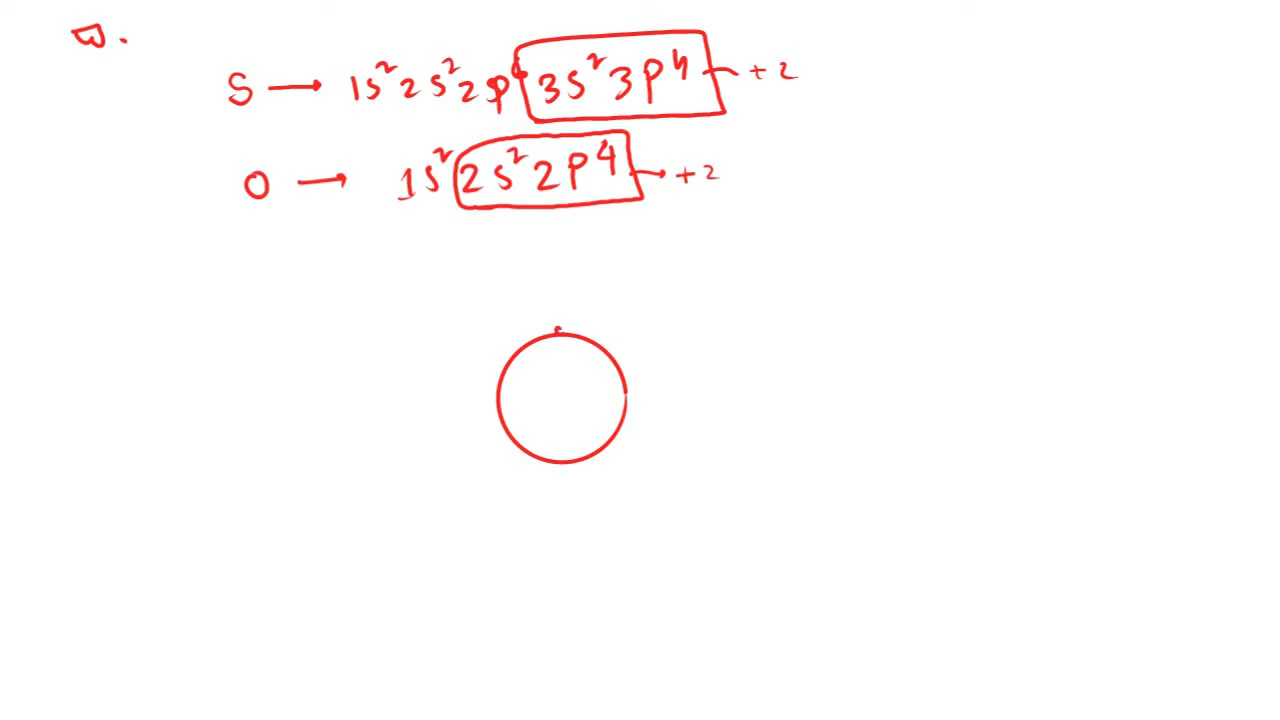 S → 1s² 2s² 2p⁶ 3s² 3p⁴ → +2
O → 1s² 2s² 2p⁴ → +2